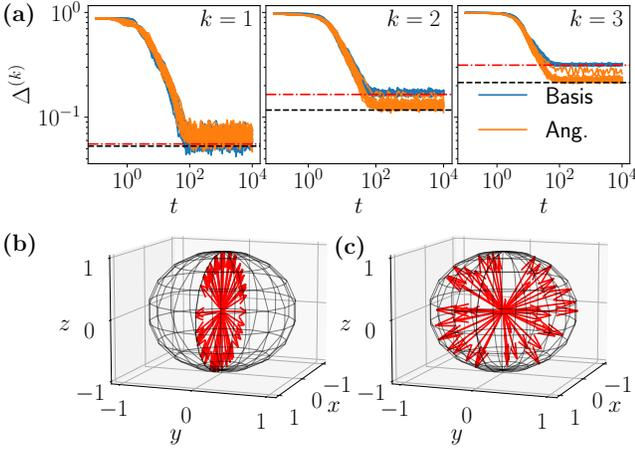 (a)
k = 1
k = 2
k = 3
10^0
10^{-1}
Δ^{(k)}
Basis
Ang.
10^0 10^2 10^4
10^0 10^2 10^4
10^0 10^2 10^4
t
t
t
(b)
(c)
1
0
−1
z
−1
0
1
y
1
0
−1
x
1
0
−1
z
−1
0
1
y
1
0
−1
x